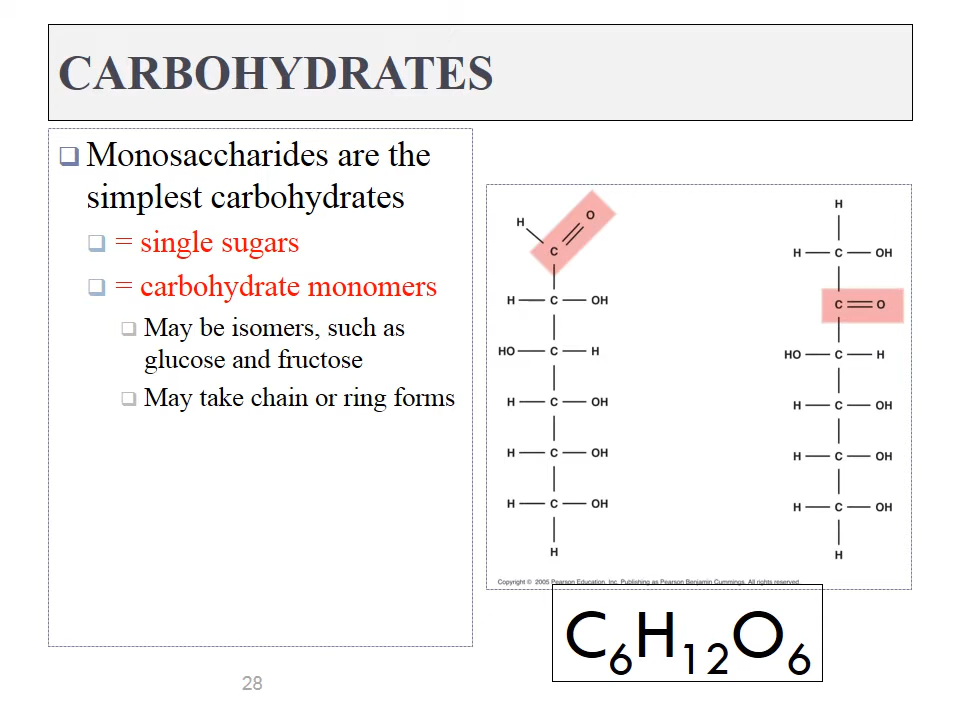 CARBOHYDRATES
Monosaccharides are the
simplest carbohydrates
= single sugars
= carbohydrate monomers
May be isomers, such as
glucose and fructose
May take chain or ring forms
H O
C
H C OH
HO C H
H C OH
H C OH
H C OH
H
H
H C OH
C O
HO C H
H C OH
H C OH
H C OH
H
Copyright © 2005 Pearson Education, Inc. Publishing as Pearson Benjamin Cummings. All rights reserved.
C6H12O6
28